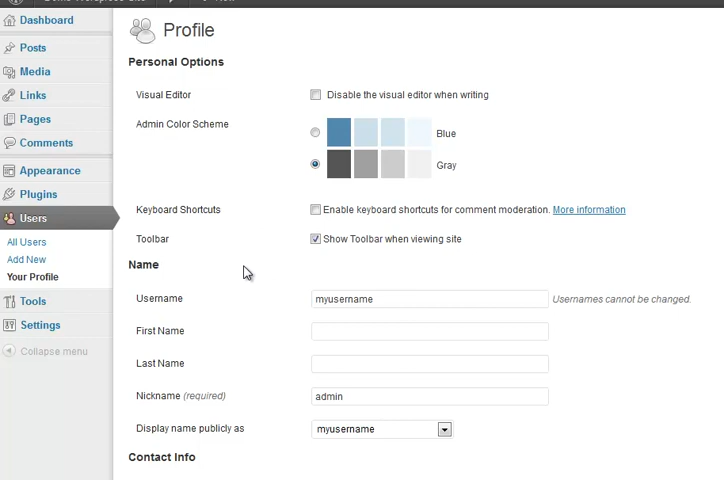 Profile
Dashboard
Posts
Media
Links
Pages
Comments
Appearance
Plugins
Users
All Users
Add New
Your Profile
Tools
Settings
Collapse menu
Personal Options
Visual Editor Disable the visual editor when writing
Admin Color Scheme
Blue
Gray
Keyboard Shortcuts Enable keyboard shortcuts for comment moderation. More information
Toolbar Show Toolbar when viewing site
Name
Username myusername Usernames cannot be changed.
First Name
Last Name
Nickname (required) admin
Display name publicly as myusername
Contact Info